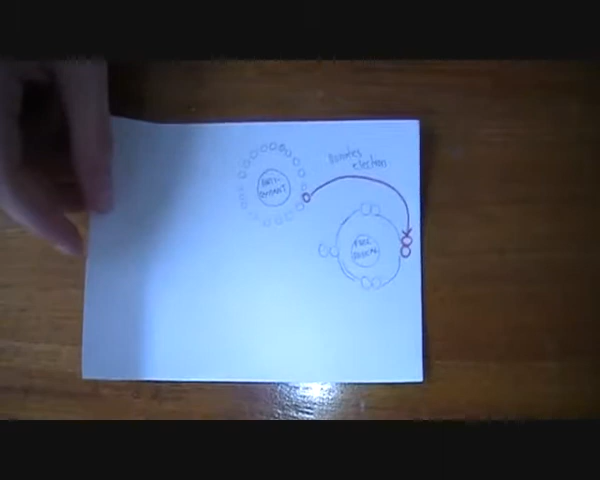 Donates
electron
ANTI-
OXIDANT
FREE
RADICAL